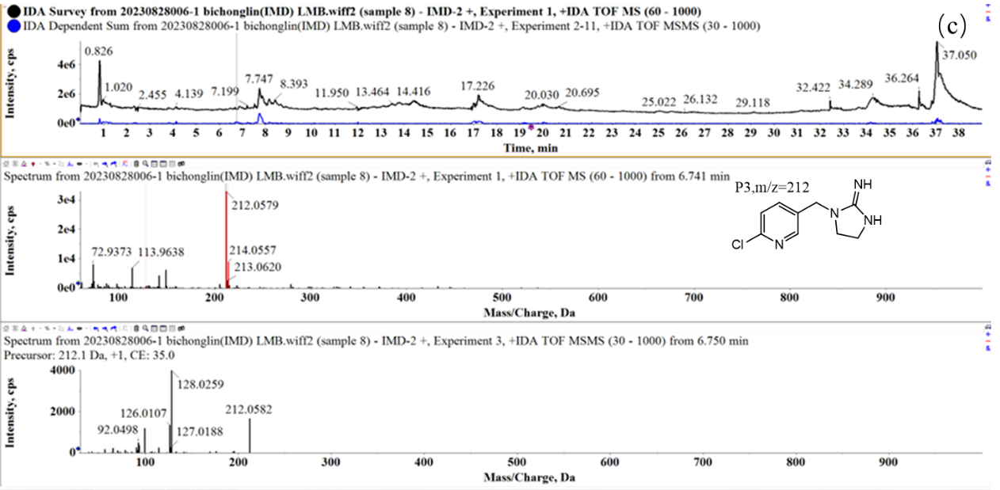 IDA Survey from 20230828006-1 bichonglin(IMD) LMB.wiff2 (sample 8) - IMD-2 +, Experiment 1, +IDA TOF MS (60 - 1000)
IDA Dependent Sum from 20230828006-1 bichonglin(IMD) LMB.wiff2 (sample 8) - IMD-2 +, Experiment 2-11, +IDA TOF MSMS (30 - 1000)
(c)
Intensity, cps
4e6
2e6
0e0
0.826
1.020
2.455
4.139
7.199
7.747
8.393
11.950
13.464
14.416
17.226
20.030
20.695
25.022
26.132
29.118
32.422
34.289
36.264
37.050
1 2 3 4 5 6 7 8 9 10 11 12 13 14 15 16 17 18 19 20 21 22 23 24 25 26 27 28 29 30 31 32 33 34 35 36 37 38
Time, min
Spectrum from 20230828006-1 bichonglin(IMD) LMB.wiff2 (sample 8) - IMD-2 +, Experiment 1, +IDA TOF MS (60 - 1000) from 6.741 min
P3,m/z=212
NH
N
NH
Cl
N
Intensity, cps
3e4
2e4
1e4
0e0
212.0579
72.9373
113.9638
214.0557
213.0620
100 200 300 400 500 600 700 800 900
Mass/Charge, Da
Spectrum from 20230828006-1 bichonglin(IMD) LMB.wiff2 (sample 8) - IMD-2 +, Experiment 3, +IDA TOF MSMS (30 - 1000) from 6.750 min
Precursor: 212.1 Da, +1, CE: 35.0
Intensity, cps
4000
2000
0
128.0259
126.0107
212.0582
92.0498
127.0188
100 200 300 400 500 600 700 800 900
Mass/Charge, Da